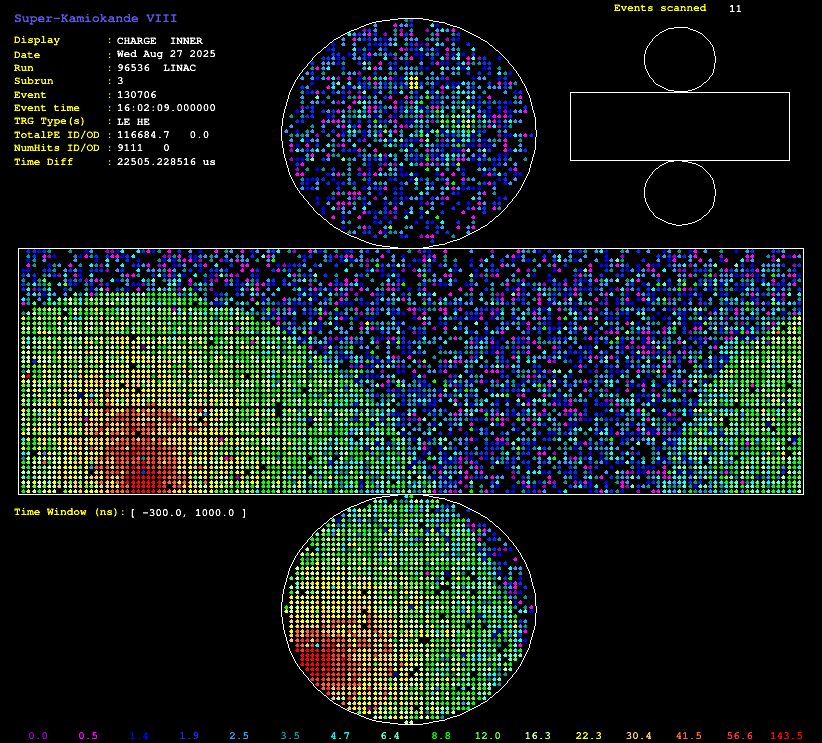 Super-Kamiokande VIII
Events scanned 11
Display : CHARGE INNER
Date : Wed Aug 27 2025
Run : 96536 LINAC
Subrun : 3
Event : 130706
Event time : 16:02:09.000000
TRG Type(s) : LE HE
TotalPE ID/OD : 116684.7 0.0
NumHits ID/OD : 9111 0
Time Diff : 22505.228516 us
Time Window (ns): [ -300.0, 1000.0 ]
0.0 0.5 1.4 1.9 2.5 3.5 4.7 6.4 8.8 12.0 16.3 22.3 30.4 41.5 56.6 143.5